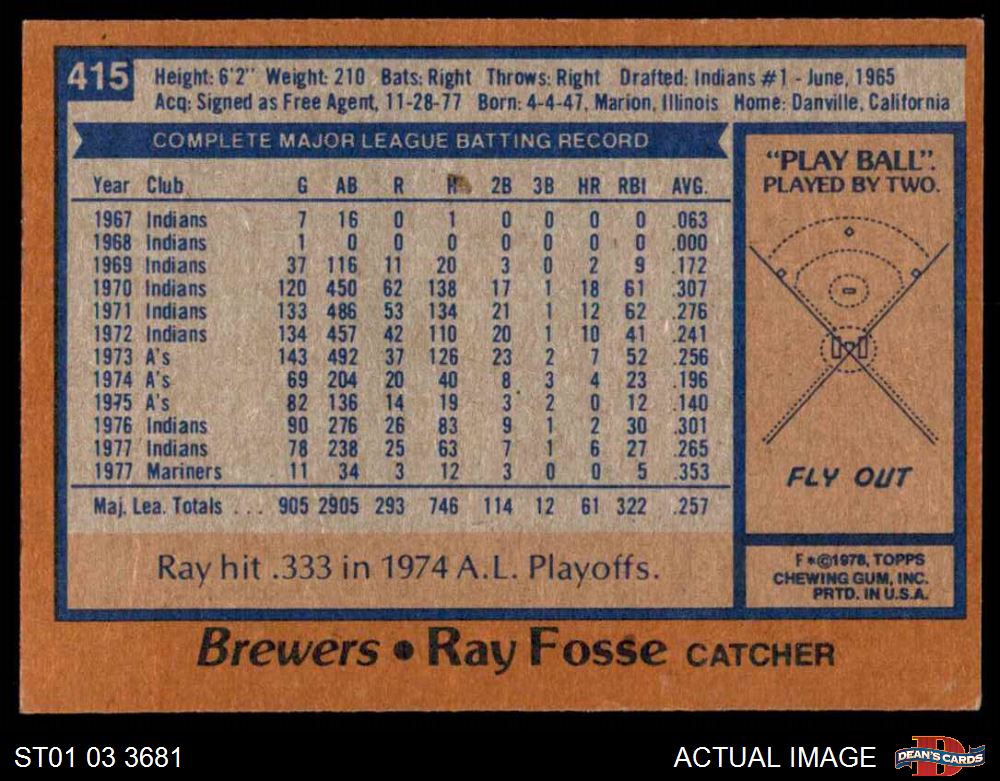 415
Height: 6'2" Weight: 210 Bats: Right Throws: Right Drafted: Indians #1 - June, 1965
Acq: Signed as Free Agent, 11-28-77 Born: 4-4-47, Marion, Illinois Home: Danville, California
COMPLETE MAJOR LEAGUE BATTING RECORD
Year Club G AB R H 2B 3B HR RBI AVG.
1967 Indians 7 16 0 1 0 0 0 0 .063
1968 Indians 1 0 0 0 0 0 0 0 .000
1969 Indians 37 116 11 20 3 0 2 9 .172
1970 Indians 120 450 62 138 17 1 18 61 .307
1971 Indians 133 486 53 134 21 1 12 62 .276
1972 Indians 134 457 42 110 20 1 10 41 .241
1973 A's 143 492 37 126 23 2 7 52 .256
1974 A's 69 204 20 40 8 3 4 23 .196
1975 A's 82 136 14 19 3 2 0 12 .140
1976 Indians 90 276 26 83 9 1 2 30 .301
1977 Indians 78 238 25 63 7 1 6 27 .265
1977 Mariners 11 34 3 12 3 0 0 5 .353
Maj. Lea. Totals ... 905 2905 293 746 114 12 61 322 .257
Ray hit .333 in 1974 A.L. Playoffs.
"PLAY BALL".
PLAYED BY TWO.
FLY OUT
F*©1978, TOPPS
CHEWING GUM, INC.
PRTD. IN U.S.A.
Brewers • Ray Fosse CATCHER
ST01 03 3681
ACTUAL IMAGE
D
DEAN'S CARDS